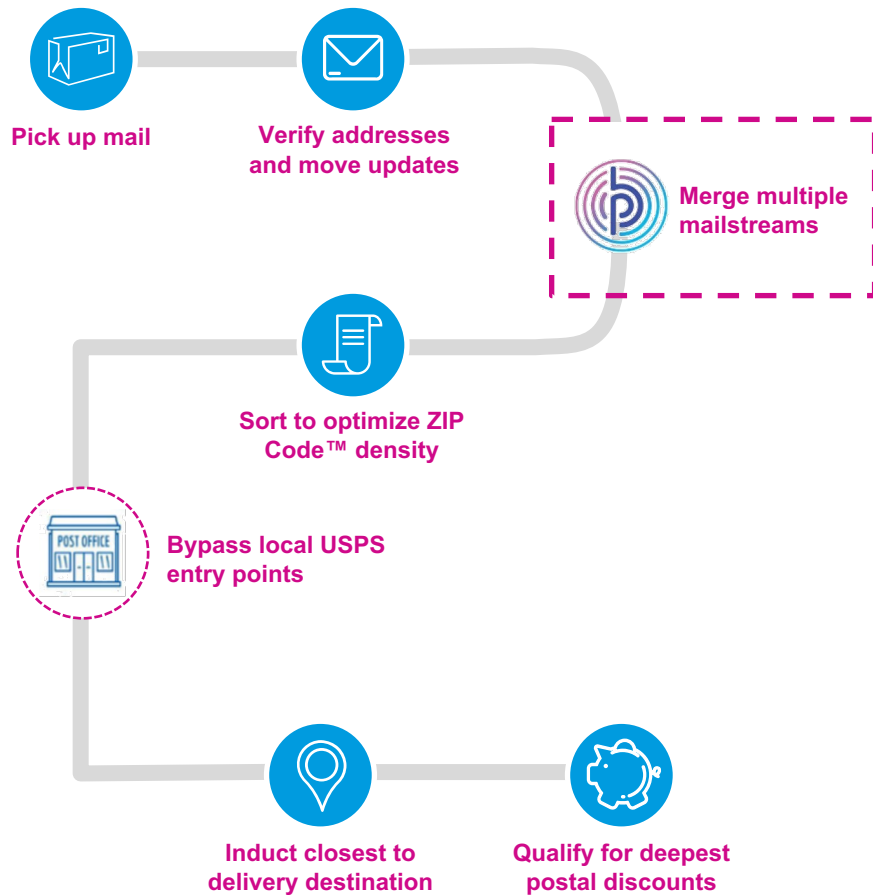 Pick up mail
Verify addresses
and move updates
Merge multiple
mailstreams
Sort to optimize ZIP
Code™ density
POST OFFICE
Bypass local USPS
entry points
Induct closest to
delivery destination
Qualify for deepest
postal discounts